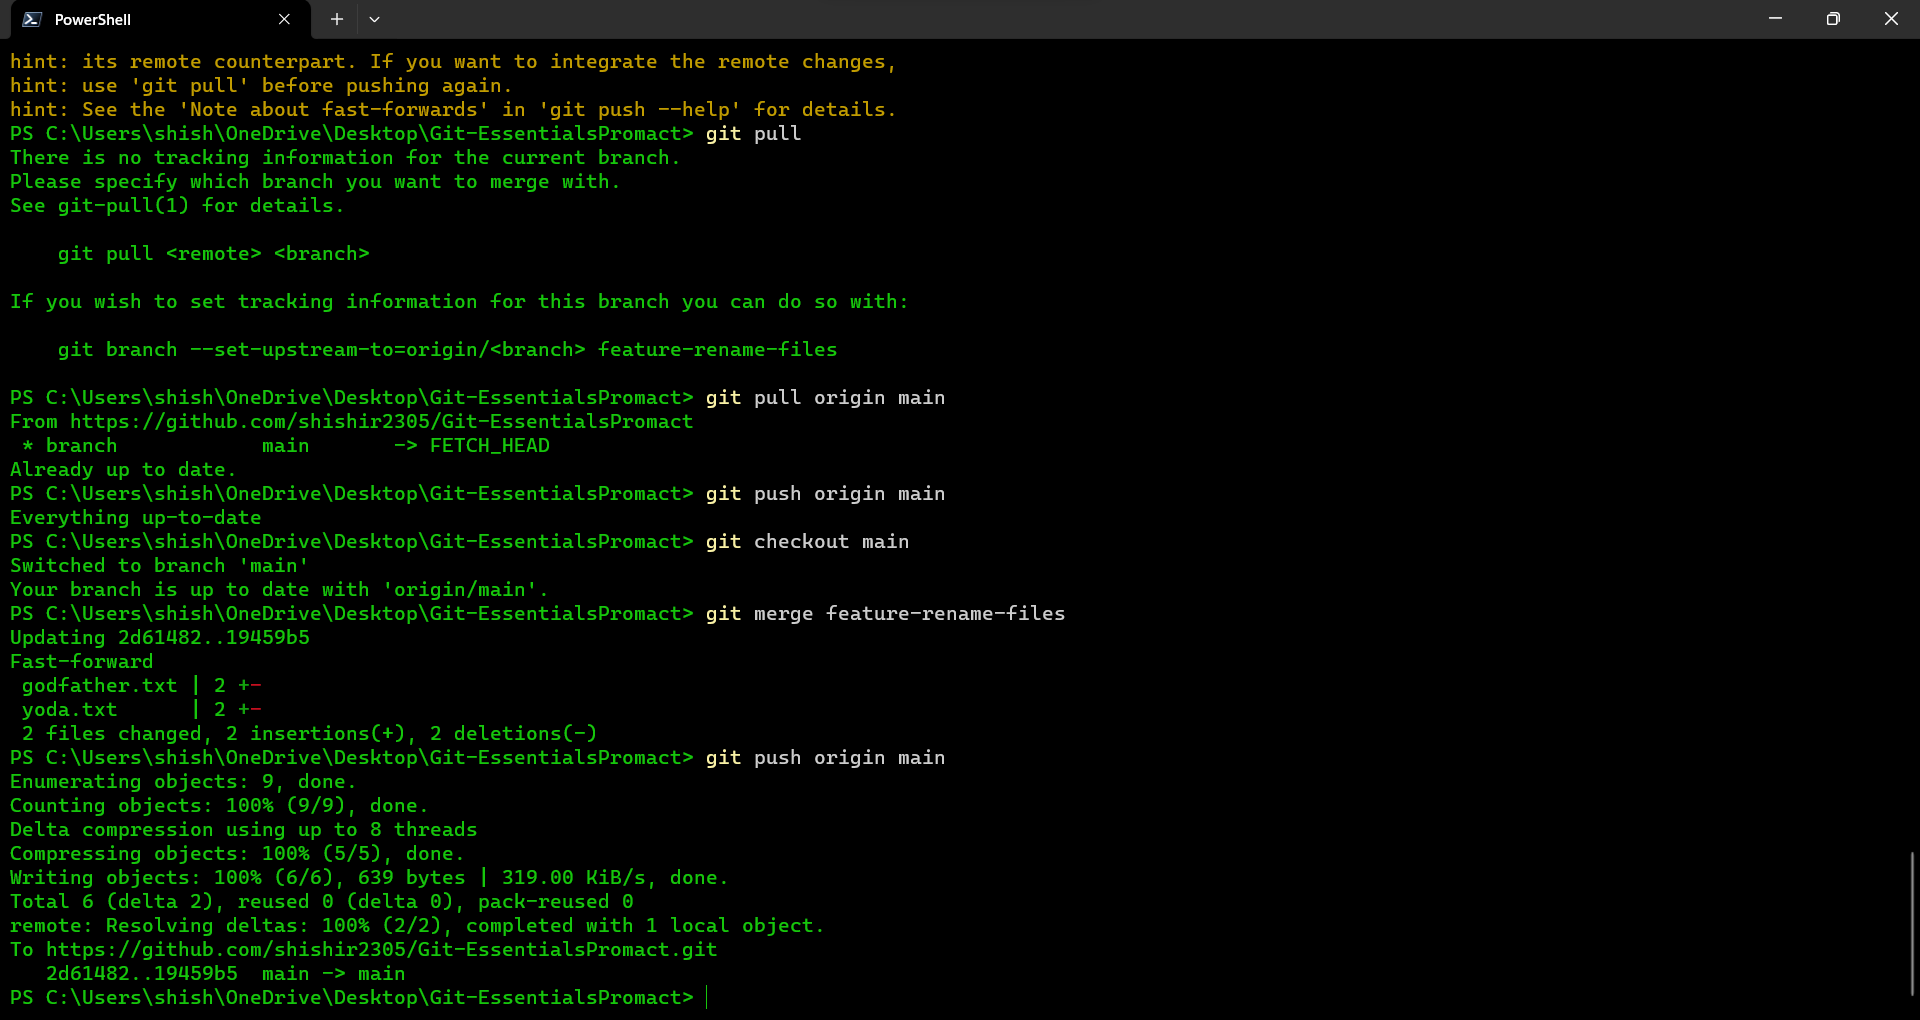 PowerShell
hint: its remote counterpart. If you want to integrate the remote changes,
hint: use 'git pull' before pushing again.
hint: See the 'Note about fast-forwards' in 'git push --help' for details.
PS C:\Users\shish\OneDrive\Desktop\Git-EssentialsPromact> git pull
There is no tracking information for the current branch.
Please specify which branch you want to merge with.
See git-pull(1) for details.

    git pull <remote> <branch>

If you wish to set tracking information for this branch you can do so with:

    git branch --set-upstream-to=origin/<branch> feature-rename-files

PS C:\Users\shish\OneDrive\Desktop\Git-EssentialsPromact> git pull origin main
From https://github.com/shishir2305/Git-EssentialsPromact
 * branch            main       -> FETCH_HEAD
Already up to date.
PS C:\Users\shish\OneDrive\Desktop\Git-EssentialsPromact> git push origin main
Everything up-to-date
PS C:\Users\shish\OneDrive\Desktop\Git-EssentialsPromact> git checkout main
Switched to branch 'main'
Your branch is up to date with 'origin/main'.
PS C:\Users\shish\OneDrive\Desktop\Git-EssentialsPromact> git merge feature-rename-files
Updating 2d61482..19459b5
Fast-forward
 godfather.txt | 2 +-
 yoda.txt      | 2 +-
 2 files changed, 2 insertions(+), 2 deletions(-)
PS C:\Users\shish\OneDrive\Desktop\Git-EssentialsPromact> git push origin main
Enumerating objects: 9, done.
Counting objects: 100% (9/9), done.
Delta compression using up to 8 threads
Compressing objects: 100% (5/5), done.
Writing objects: 100% (6/6), 639 bytes | 319.00 KiB/s, done.
Total 6 (delta 2), reused 0 (delta 0), pack-reused 0
remote: Resolving deltas: 100% (2/2), completed with 1 local object.
To https://github.com/shishir2305/Git-EssentialsPromact.git
   2d61482..19459b5  main -> main
PS C:\Users\shish\OneDrive\Desktop\Git-EssentialsPromact>